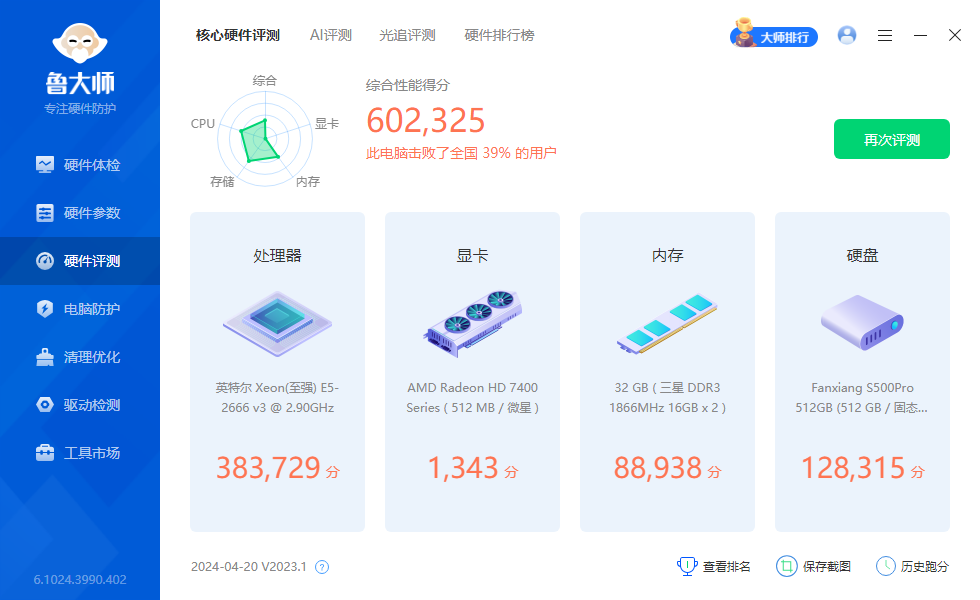 鲁大师
专注硬件防护
硬件体检
硬件参数
硬件评测
电脑防护
清理优化
驱动检测
工具市场
6.1024.3990.402
核心硬件评测 AI评测 光追评测 硬件排行榜
大师排行
综合
CPU 显卡
存储 内存
综合性能得分
602,325
此电脑击败了全国 39% 的用户
再次评测
处理器
英特尔 Xeon(至强) E5-
2666 v3 @ 2.90GHz
383,729 分
显卡
AMD Radeon HD 7400
Series ( 512 MB / 微星 )
1,343 分
内存
32 GB ( 三星 DDR3
1866MHz 16GB x 2 )
88,938 分
硬盘
Fanxiang S500Pro
512GB (512 GB / 固态...
128,315 分
2024-04-20 V2023.1 ?
查看排名 保存截图 历史跑分